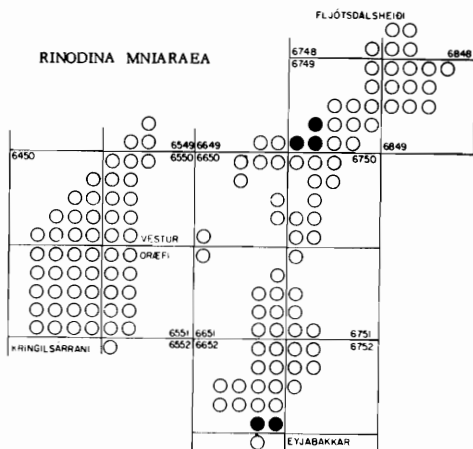 FLJÓTSDALSHEIÐI
RINODINA MNIARAEA
6748 6848
6749
6450 6549 6649 6750 6849
6550 6650
VESTUR
ÖRÆFI
6551 6651 6751
KRINGILSÁRRANI 6552 6652 6752
EYJABAKKAR